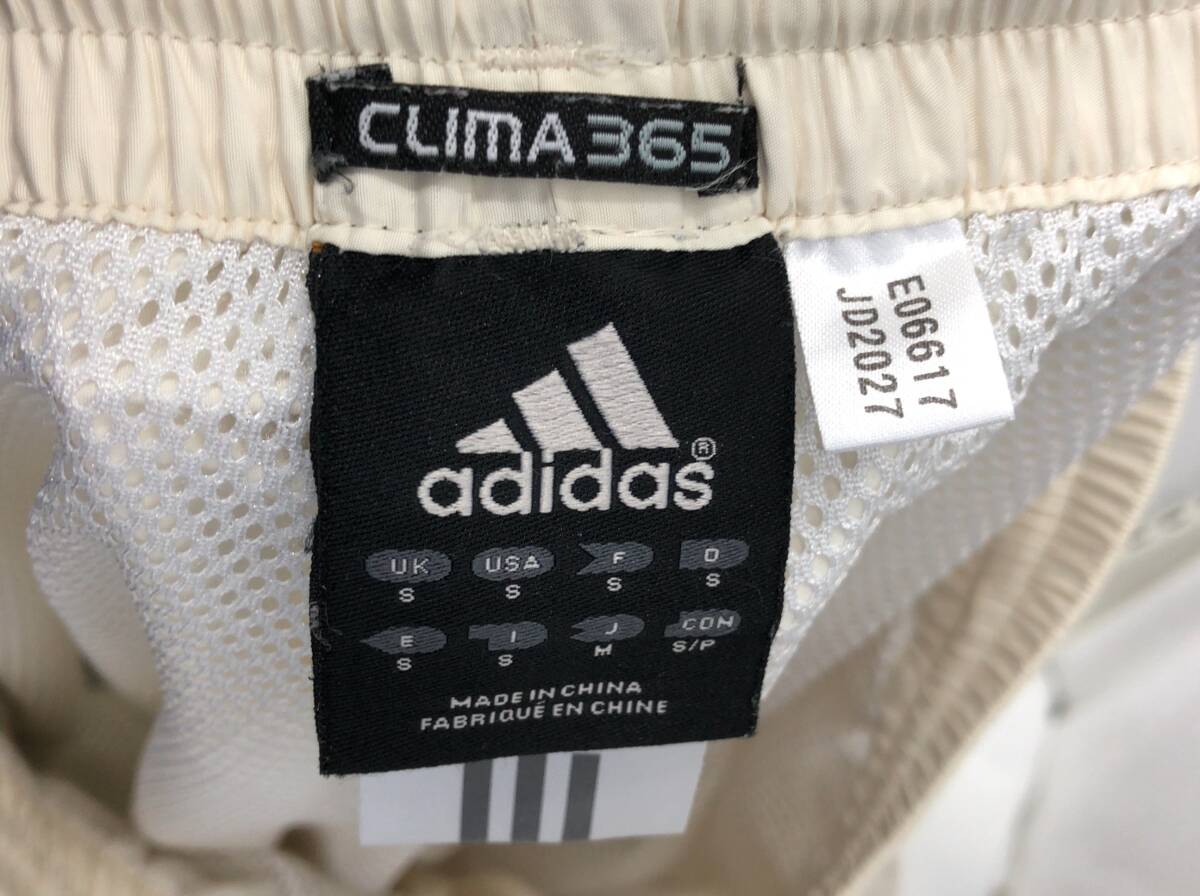 CLIMA365
E06617
JD2027
adidas®
UK USA F D
S S S S
E I J CON
S S M S/P
MADE IN CHINA
FABRIQUÉ EN CHINE